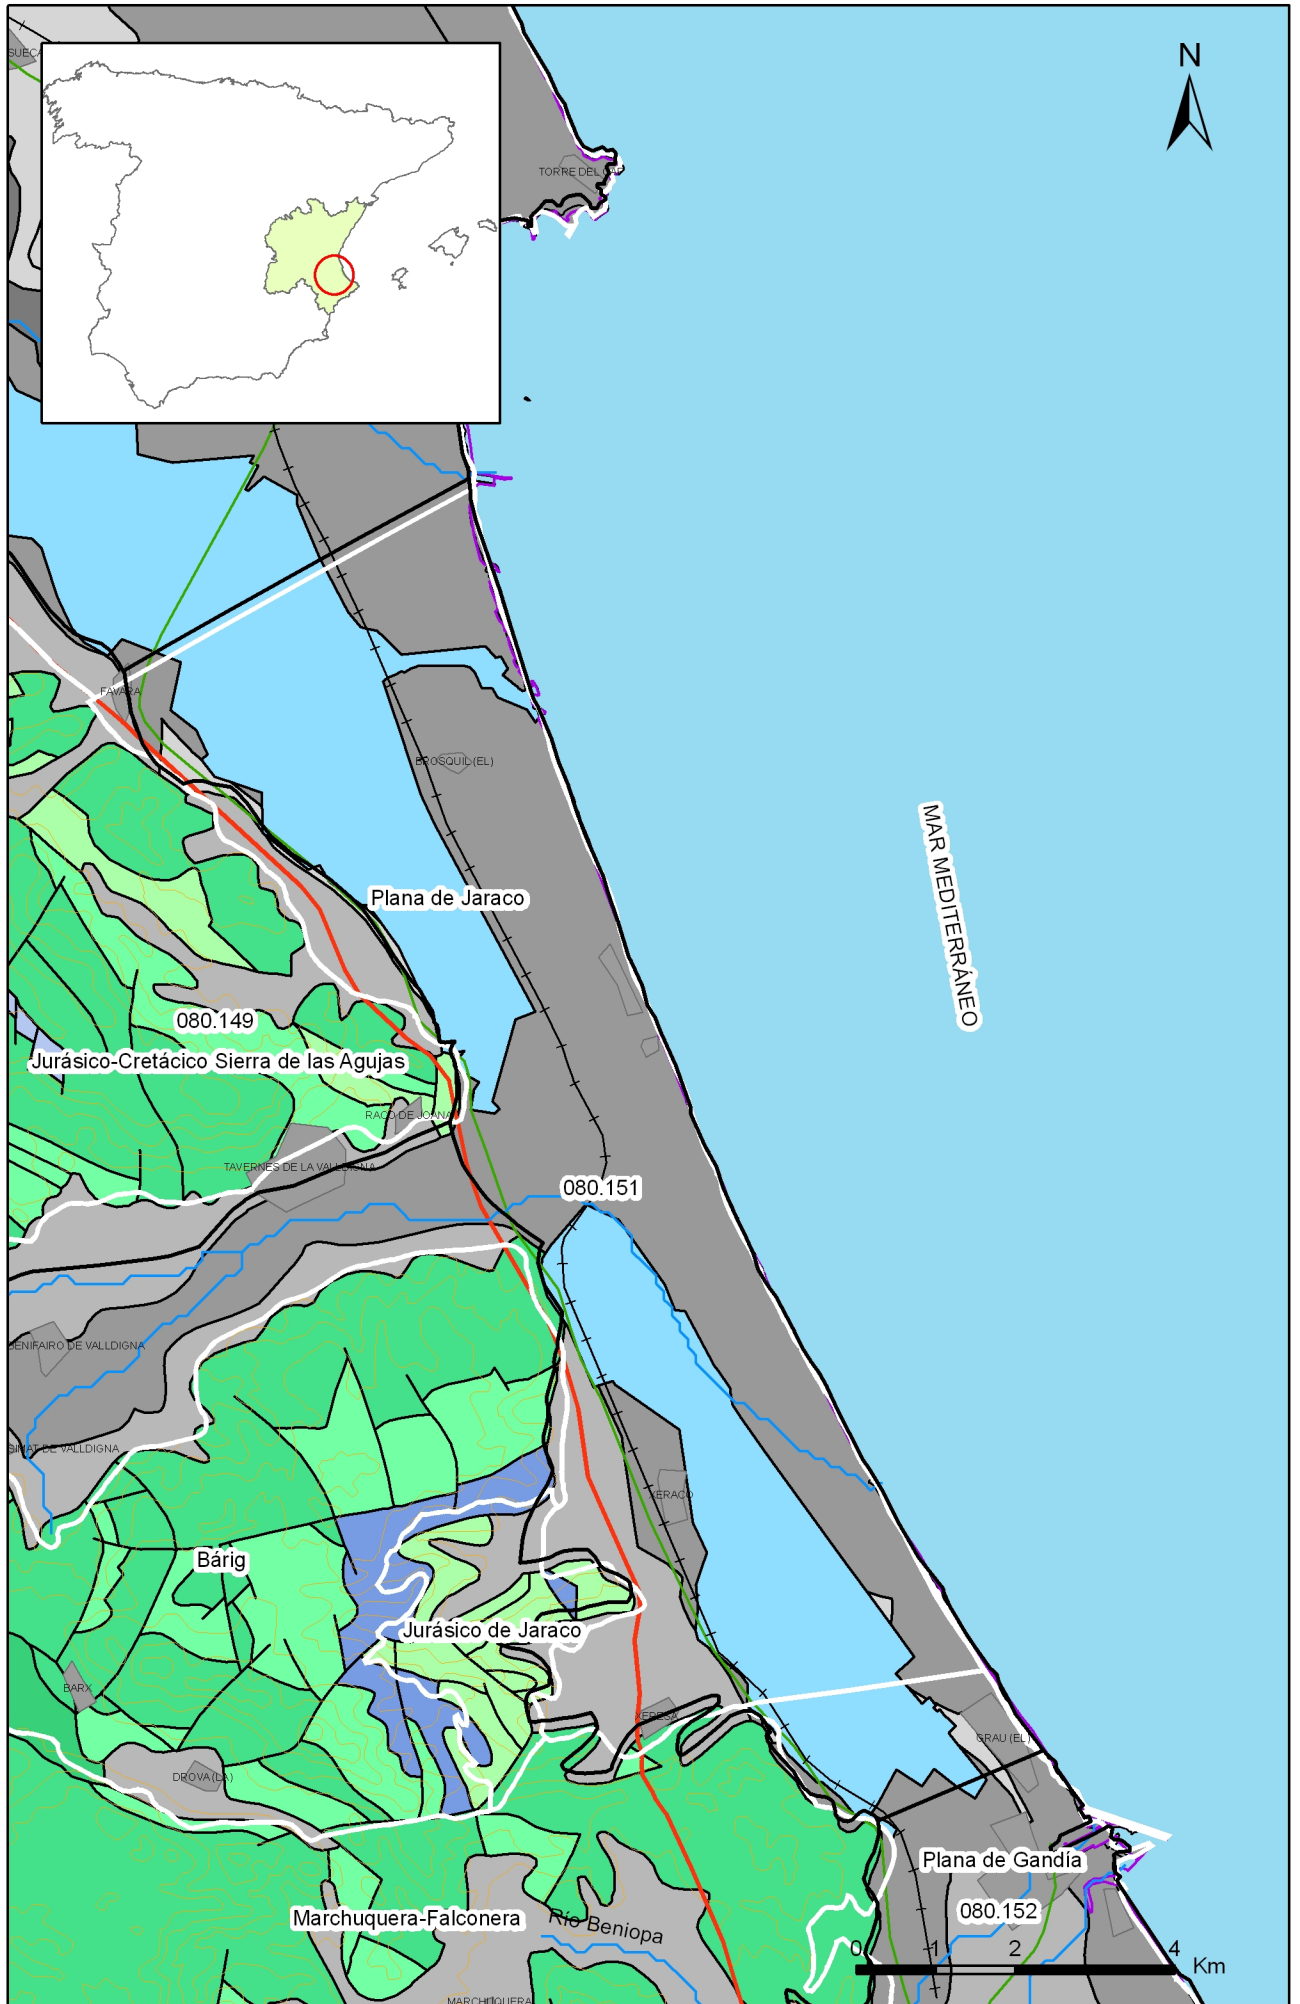 N
TORRE DEL
FAVARA
BROSQUIL (EL)
Plana de Jaraco
MAR MEDITERRÁNEO
080.149
Jurásico-Cretácico Sierra de las Agujas
RACO DE JOANA
TAVERNES DE LA VALLDIGNA
080.151
BENIFAIRO DE VALLDIGNA
SIMAT DE VALLDIGNA
XERACO
Bárig
Jurásico de Jaraco
BARX
XERESA
GRAU (EL)
DROVA (LA)
Plana de Gandía
Marchuquera-Falconera
080.152
Río Beniopa
0 1 2 4
Km
MARCHUQUERA